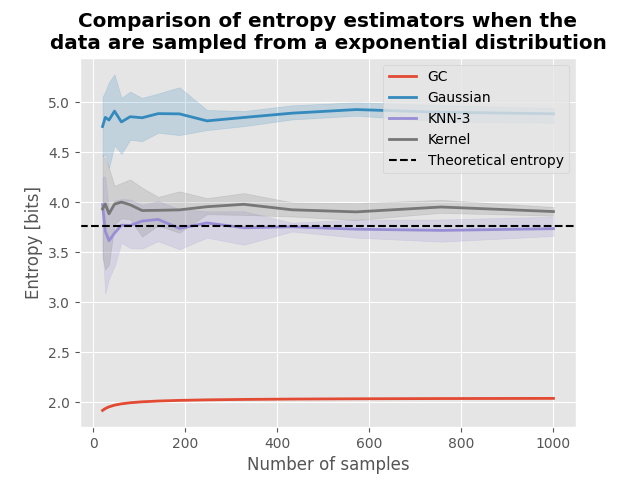 Comparison of entropy estimators when the
data are sampled from a exponential distribution
GC
Gaussian
KNN-3
Kernel
Theoretical entropy
Entropy [bits]
5.0
4.5
4.0
3.5
3.0
2.5
2.0
0
200
400
600
800
1000
Number of samples